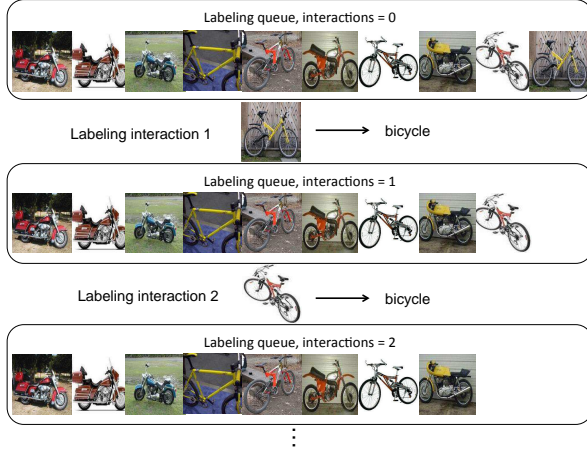 Labeling queue, interactions = 0
Labeling interaction 1
bicycle
Labeling queue, interactions = 1
Labeling interaction 2
bicycle
Labeling queue, interactions = 2
⋮